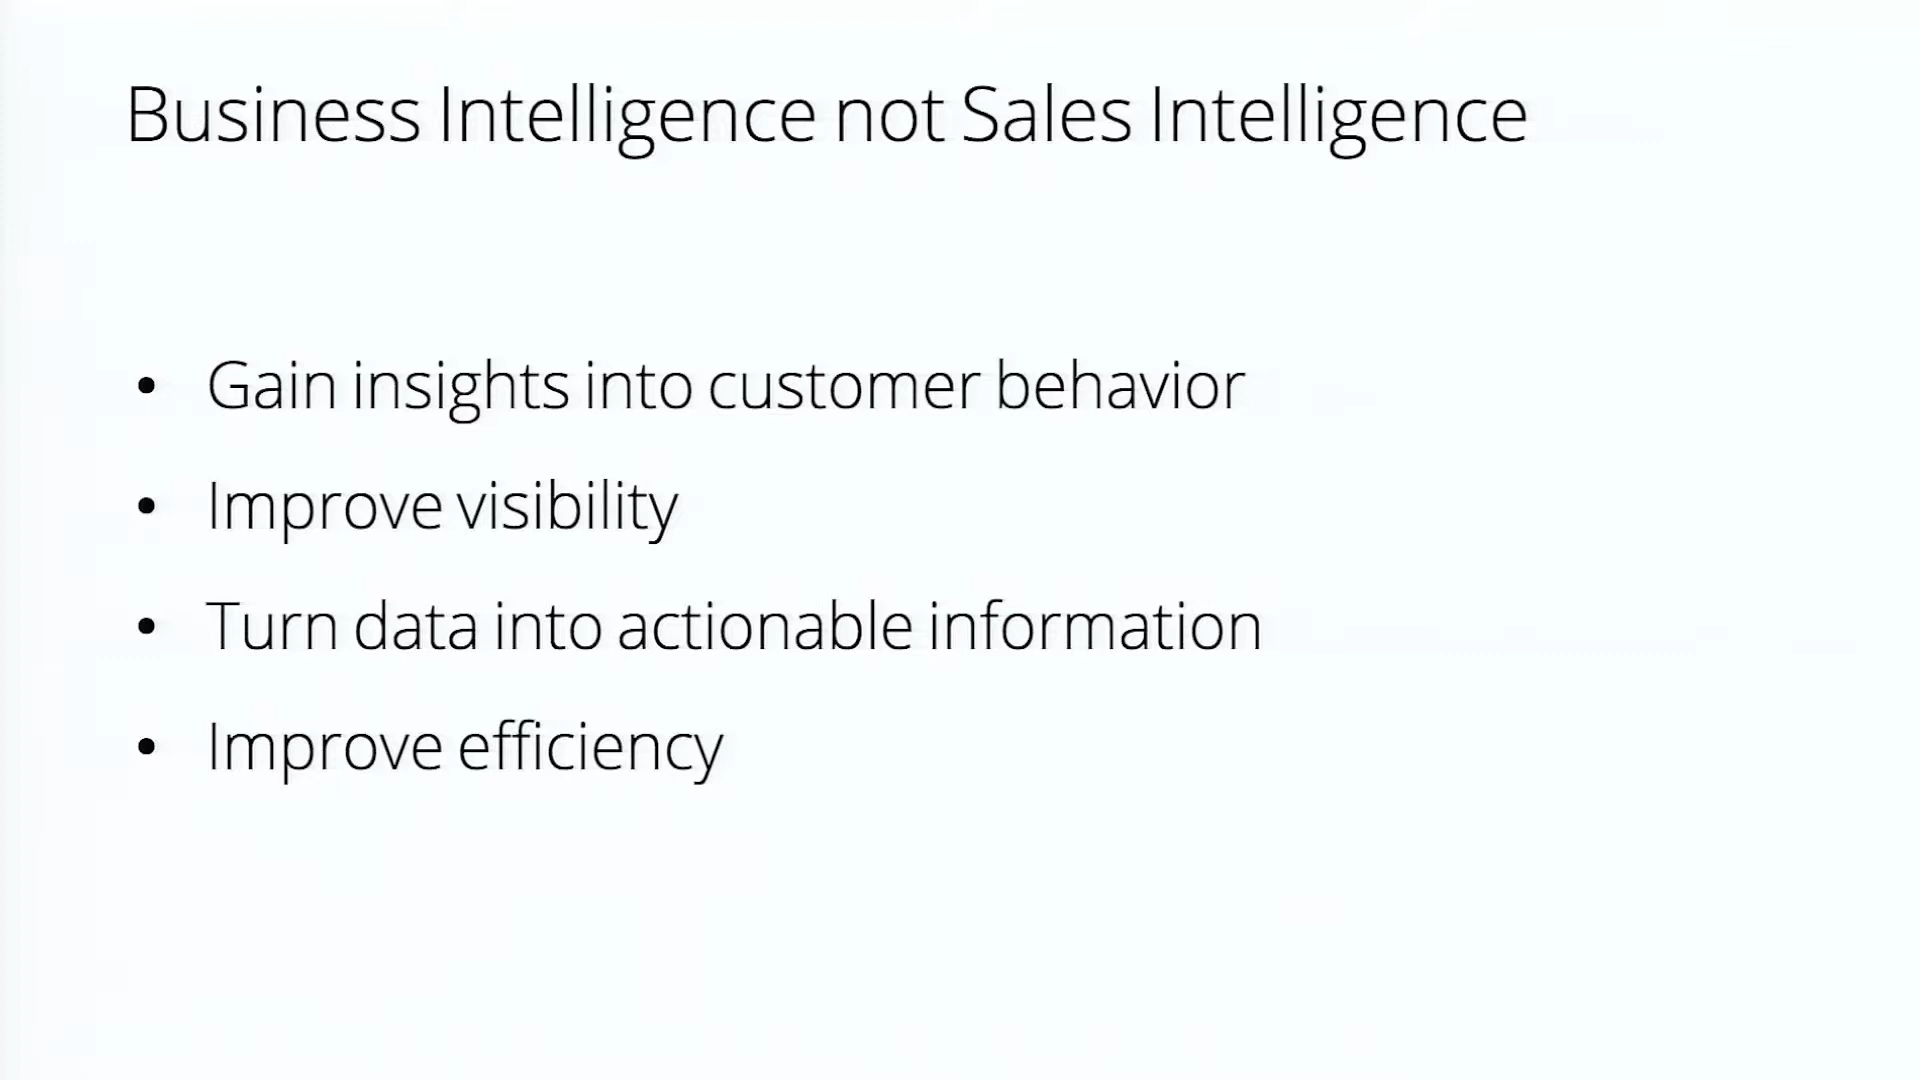 Business Intelligence not Sales Intelligence
• Gain insights into customer behavior
• Improve visibility
• Turn data into actionable information
• Improve efficiency